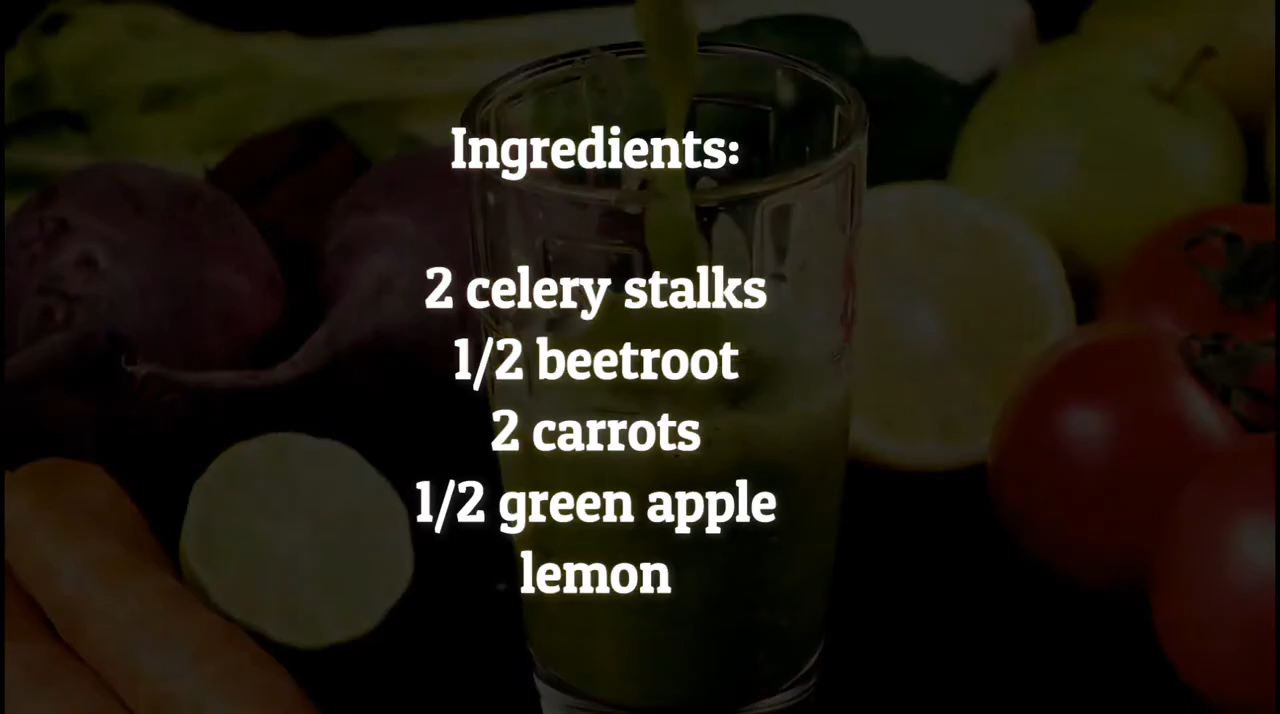 Ingredients:
2 celery stalks
1/2 beetroot
2 carrots
1/2 green apple
lemon